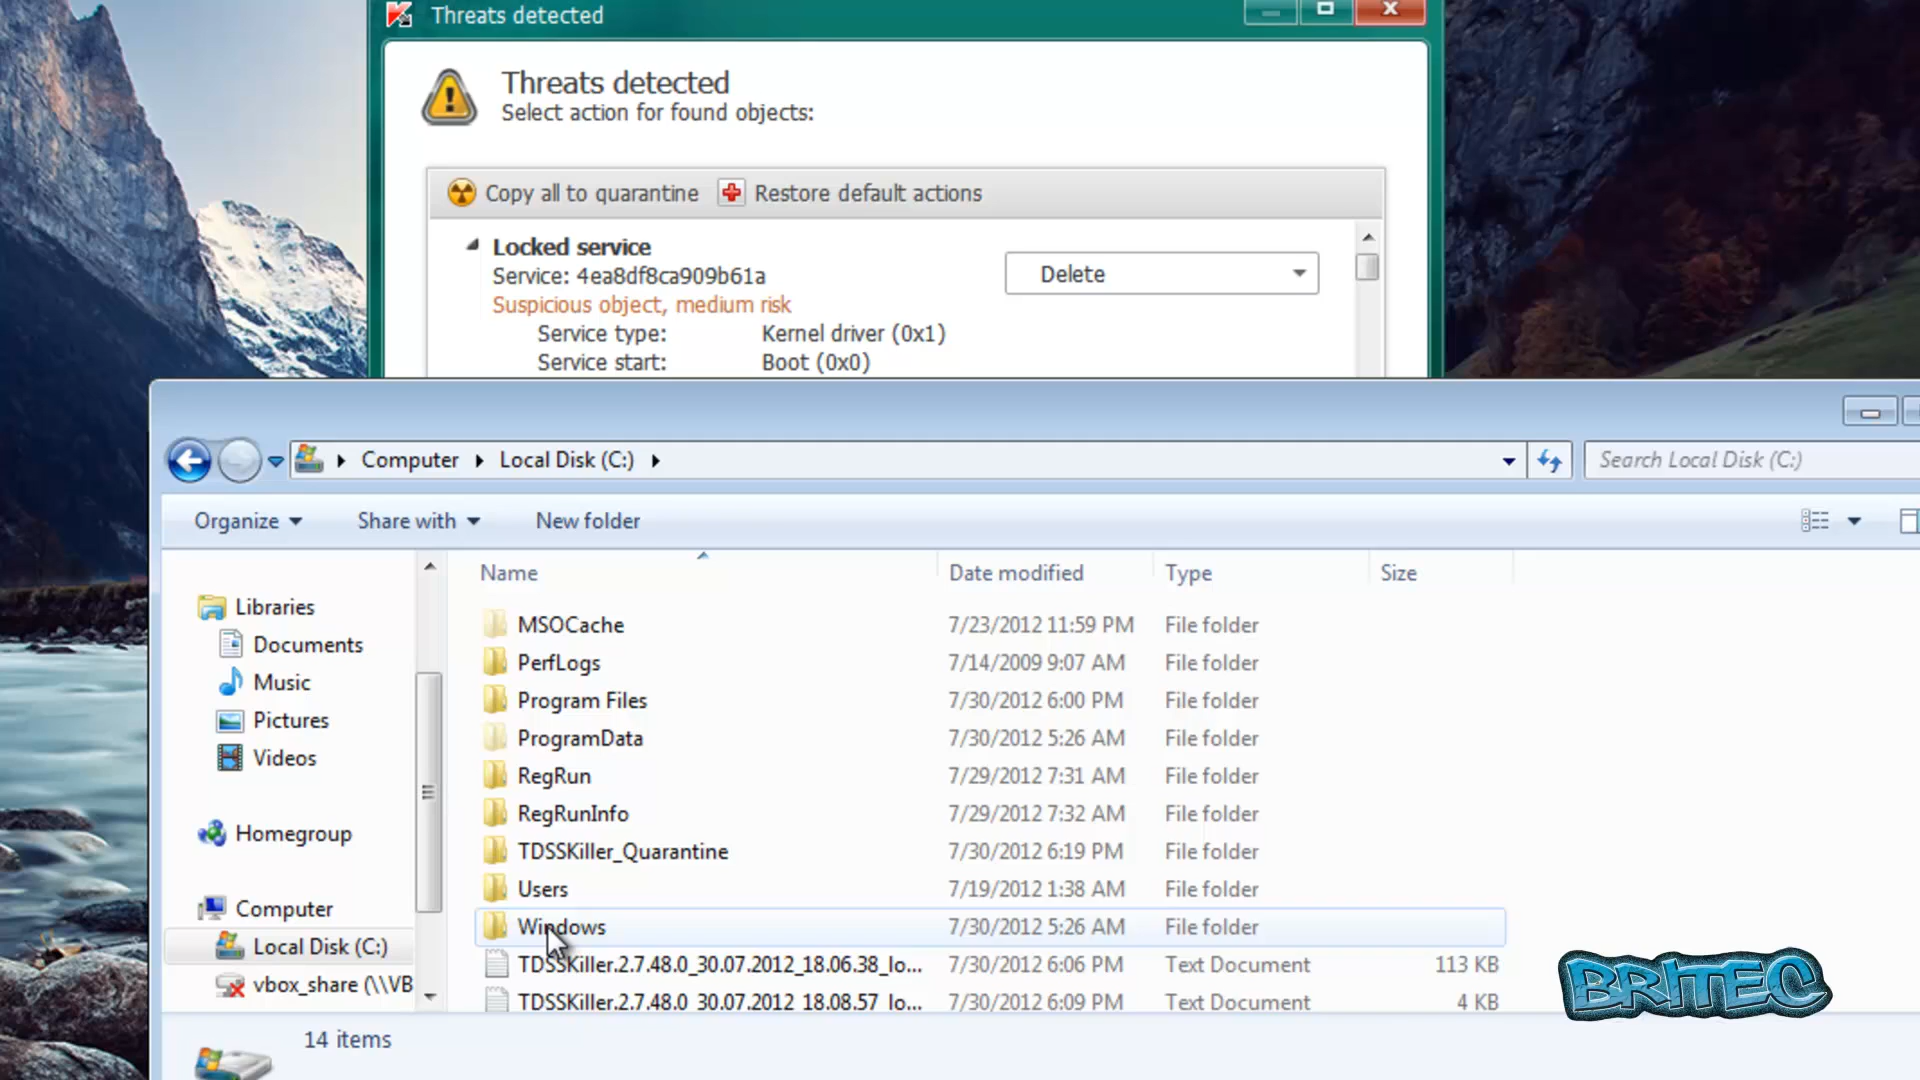 Threats detected
Threats detected
Select action for found objects:
Copy all to quarantine Restore default actions
Locked service
Service: 4ea8df8ca909b61a
Delete
Suspicious object, medium risk
Service type: Kernel driver (0x1)
Service start: Boot (0x0)
Computer Local Disk (C:)
Search Local Disk (C:)
Organize Share with New folder
Name Date modified Type Size
Libraries
Documents
Music
Pictures
Videos
Homegroup
Computer
Local Disk (C:)
vbox_share (\\VB
MSOCache 7/23/2012 11:59 PM File folder
PerfLogs 7/14/2009 9:07 AM File folder
Program Files 7/30/2012 6:00 PM File folder
ProgramData 7/30/2012 5:26 AM File folder
RegRun 7/29/2012 7:31 AM File folder
RegRunInfo 7/29/2012 7:32 AM File folder
TDSSKiller_Quarantine 7/30/2012 6:19 PM File folder
Users 7/19/2012 1:38 AM File folder
Windows 7/30/2012 5:26 AM File folder
TDSSKiller.2.7.48.0_30.07.2012_18.06.38_lo... 7/30/2012 6:06 PM Text Document 113 KB
TDSSKiller.2.7.48.0_30.07.2012_18.08.57_lo... 7/30/2012 6:09 PM Text Document 4 KB
14 items
BRITEC